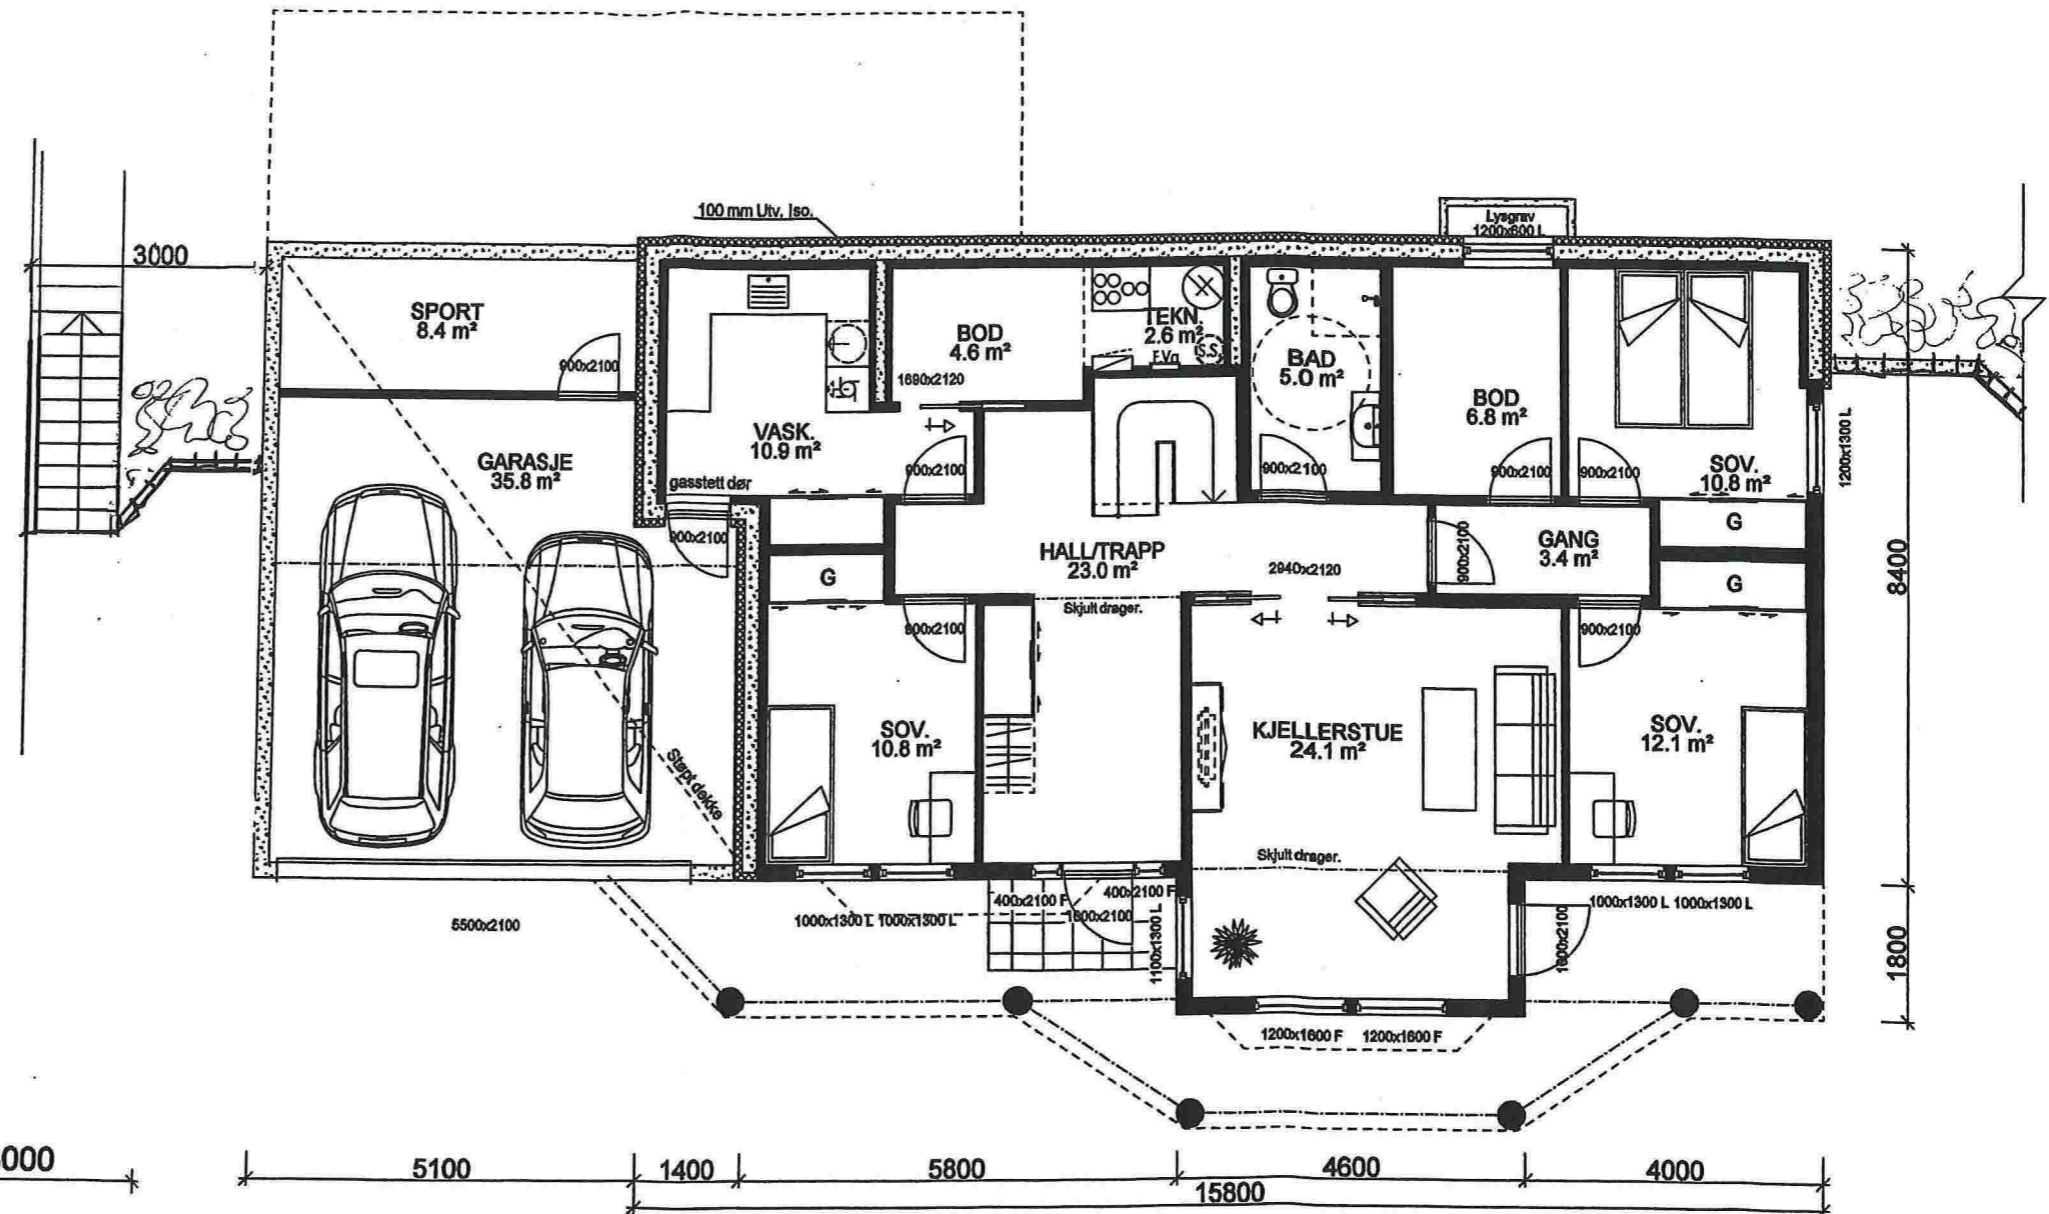 100 mm Utv. Iso.
Lysgrav
1200x600 L
3000
SPORT
8.4 m²
900x2100
BOD
4.6 m²
1690x2120
TEKN.
2.6 m²
S.S.
BAD
5.0 m²
900x2100
BOD
6.8 m²
900x2100
SOV.
10.8 m²
900x2100
1200x1300 L
G
GARASJE
35.8 m²
VASK.
10.9 m²
900x2100
gasstett dør
900x2100
HALL/TRAPP
23.0 m²
2940x2120
900x2100
GANG
3.4 m²
8400
G
G
Skjult drager.
900x2100
900x2100
SOV.
10.8 m²
KJELLERSTUE
24.1 m²
SOV.
12.1 m²
Støpt dekke
Skjult drager.
5500x2100
1000x1300 L 1000x1300 L
400x2100 F
400x2100 F
1000x2100
1100x1300 L
1000x2100
1000x1300 L 1000x1300 L
1800
1200x1600 F 1200x1600 F
000
5100
1400
5800
4600
4000
15800